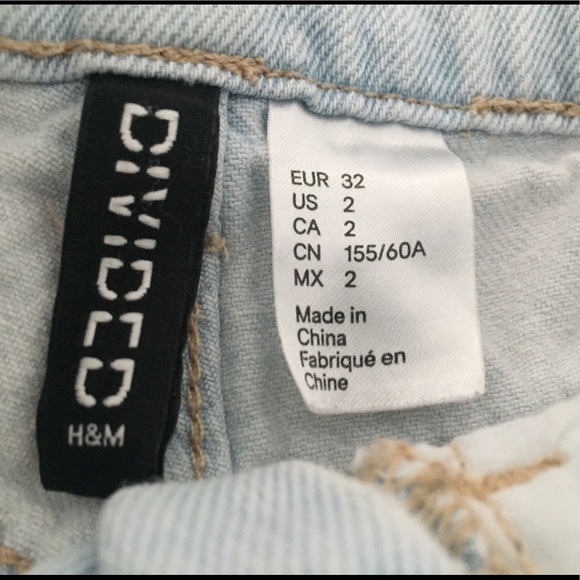 DIVIDED
H&M
EUR 32
US 2
CA 2
CN 155/60A
MX 2
Made in
China
Fabriqué en
Chine